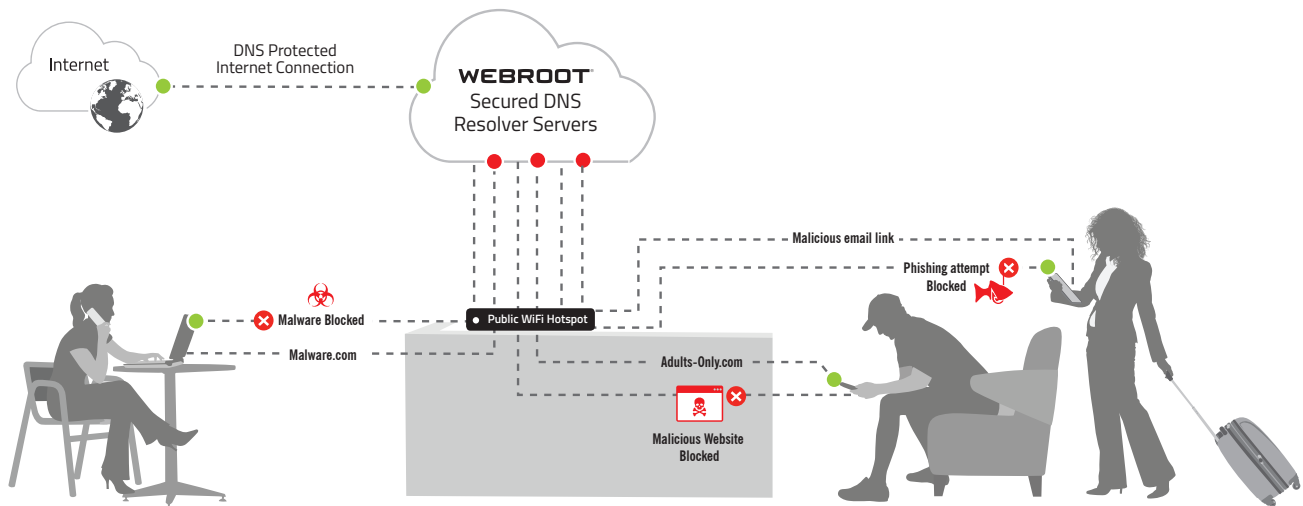 Internet
DNS Protected
Internet Connection
WEBROOT
Secured DNS
Resolver Servers
Malicious email link
Phishing attempt
Blocked
Malware Blocked
Public WiFi Hotspot
Malware.com
Adults-Only.com
Malicious Website
Blocked